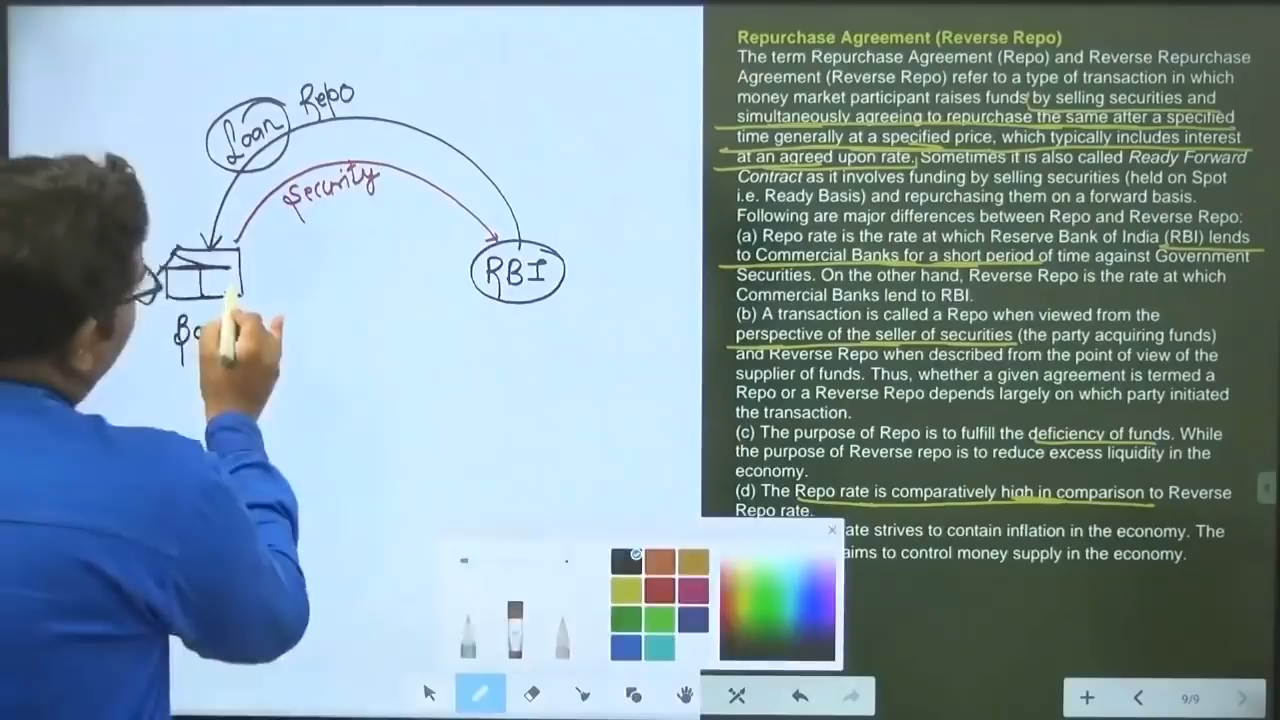 Repo
Loan
Security
RBI
Repurchase Agreement (Reverse Repo)
The term Repurchase Agreement (Repo) and Reverse Repurchase
Agreement (Reverse Repo) refer to a type of transaction in which
money market participant raises funds by selling securities and
simultaneously agreeing to repurchase the same after a specified
time generally at a specified price, which typically includes interest
at an agreed upon rate. Sometimes it is also called Ready Forward
Contract as it involves funding by selling securities (held on Spot
i.e. Ready Basis) and repurchasing them on a forward basis.
Following are major differences between Repo and Reverse Repo:
(a) Repo rate is the rate at which Reserve Bank of India (RBI) lends
to Commercial Banks for a short period of time against Government
Securities. On the other hand, Reverse Repo is the rate at which
Commercial Banks lend to RBI.
(b) A transaction is called a Repo when viewed from the
perspective of the seller of securities (the party acquiring funds)
and Reverse Repo when described from the point of view of the
supplier of funds. Thus, whether a given agreement is termed a
Repo or a Reverse Repo depends largely on which party initiated
the transaction.
(c) The purpose of Repo is to fulfill the deficiency of funds. While
the purpose of Reverse repo is to reduce excess liquidity in the
economy.
(d) The Repo rate is comparatively high in comparison to Reverse
Repo rate.
ate strives to contain inflation in the economy. The
aims to control money supply in the economy.
9/9